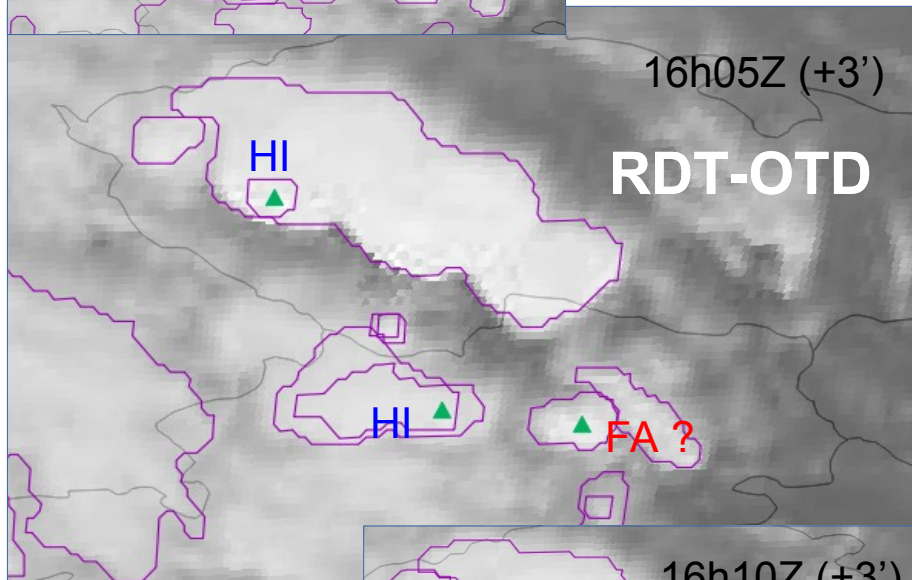 16h05Z (+3’)
HI
RDT-OTD
HI
FA ?
16h10Z (+3’)